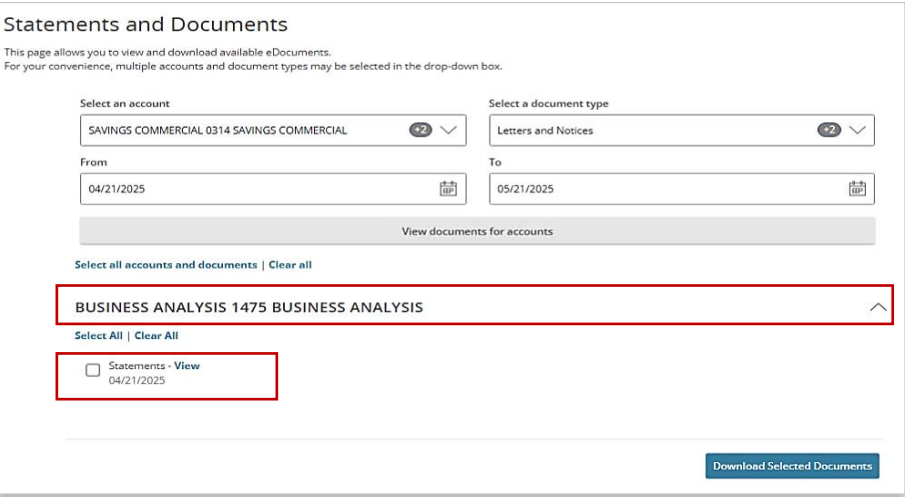 Statements and Documents
This page allows you to view and download available eDocuments.
For your convenience, multiple accounts and document types may be selected in the drop-down box.
Select an account
Select a document type
SAVINGS COMMERCIAL 0314 SAVINGS COMMERCIAL +2
Letters and Notices +2
From
To
04/21/2025
05/21/2025
View documents for accounts
Select all accounts and documents | Clear all
BUSINESS ANALYSIS 1475 BUSINESS ANALYSIS
Select All | Clear All
Statements - View
04/21/2025
Download Selected Documents